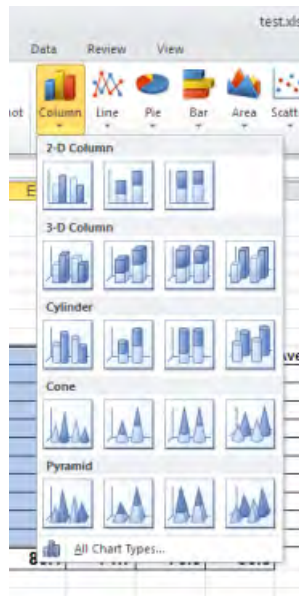 test.xls
Data Review View
Column Line Pie Bar Area Scatt
2-D Column
E
3-D Column
Cylinder
Cone
Pyramid
All Chart Types...